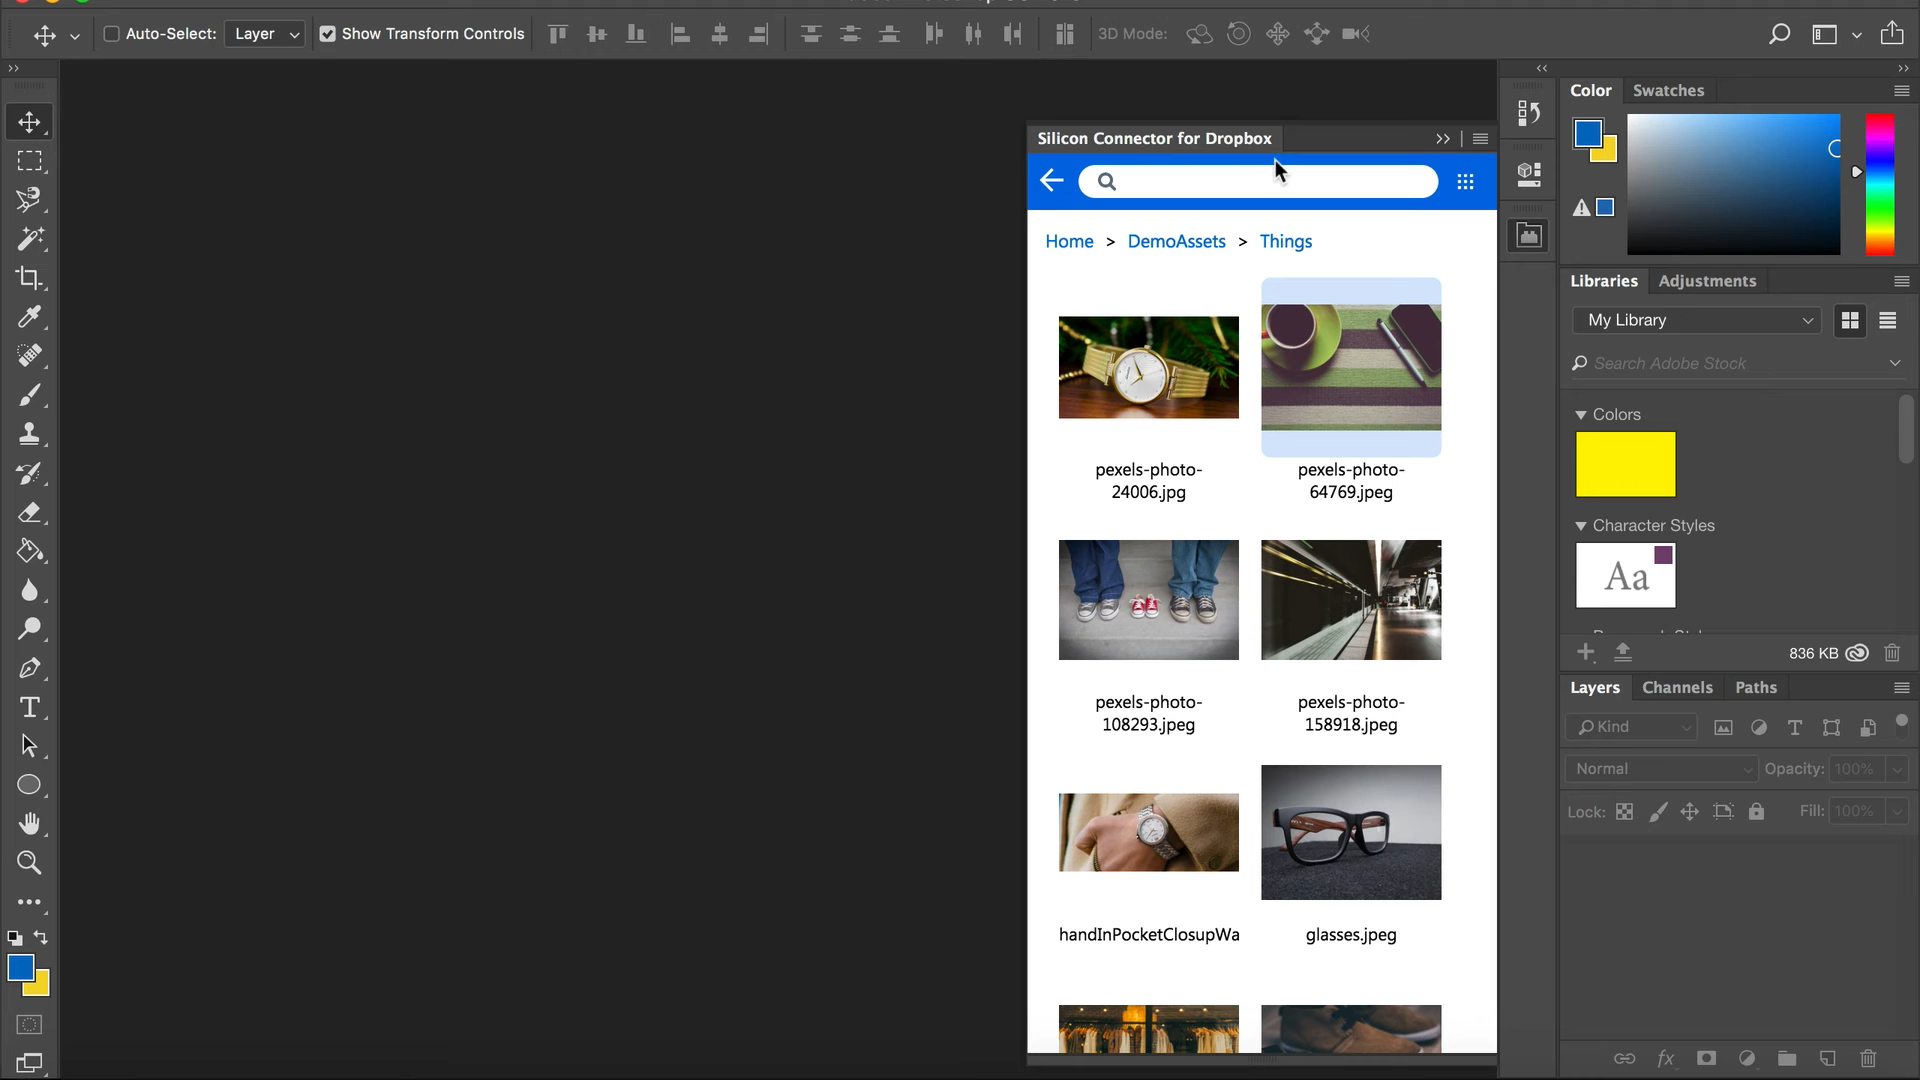 Auto-Select:
Layer
Show Transform Controls
3D Mode:
Silicon Connector for Dropbox
Home > DemoAssets > Things
pexels-photo-
24006.jpg
pexels-photo-
64769.jpeg
pexels-photo-
108293.jpeg
pexels-photo-
158918.jpeg
handInPocketClosupWa
glasses.jpeg
Color
Swatches
Libraries
Adjustments
My Library
Search Adobe Stock
Colors
Character Styles
Aa
836 KB
Layers
Channels
Paths
Kind
Normal
Opacity: 100%
Lock:
Fill: 100%
fx